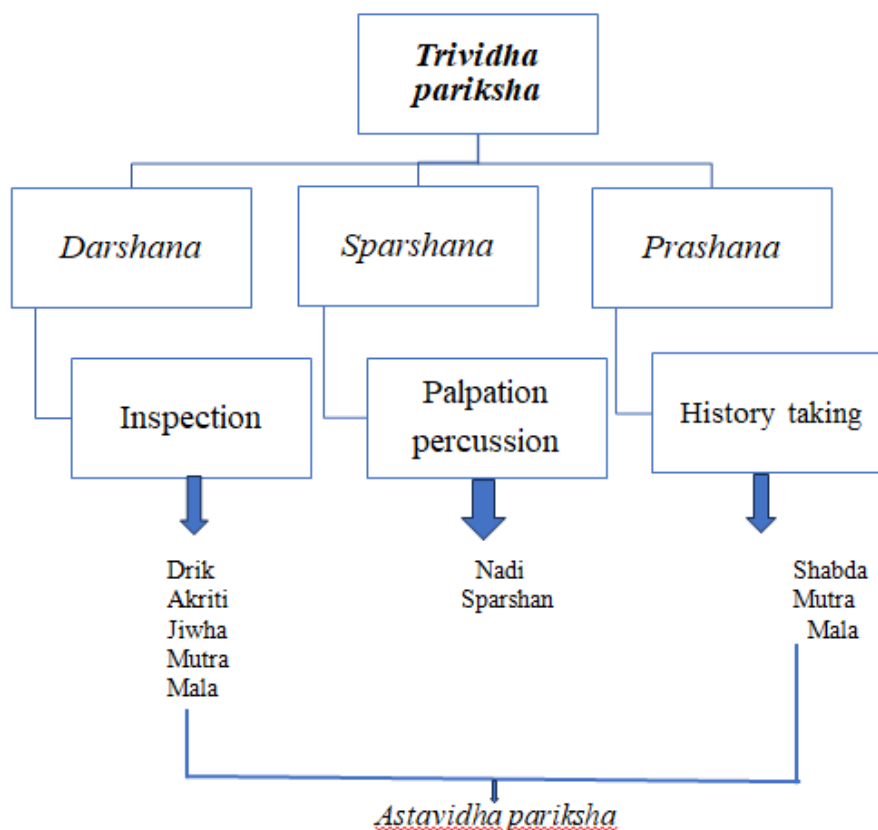 Trividha
pariksha
Darshana
Sparshana
Prashana
Inspection
Palpation
percussion
History taking
Drik
Akriti
Jiwha
Mutra
Mala
Nadi
Sparshan
Shabda
Mutra
Mala
Astavidha pariksha